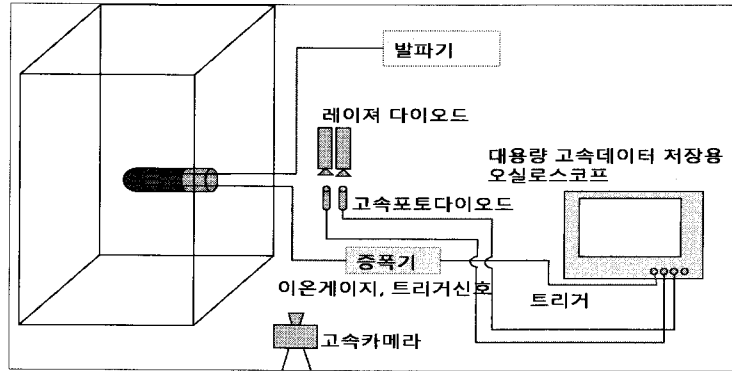 발파기
레이져 다이오드
대용량 고속데이터 저장용
오실로스코프
고속포토다이오드
증폭기
이온게이지, 트리거신호
트리거
고속카메라